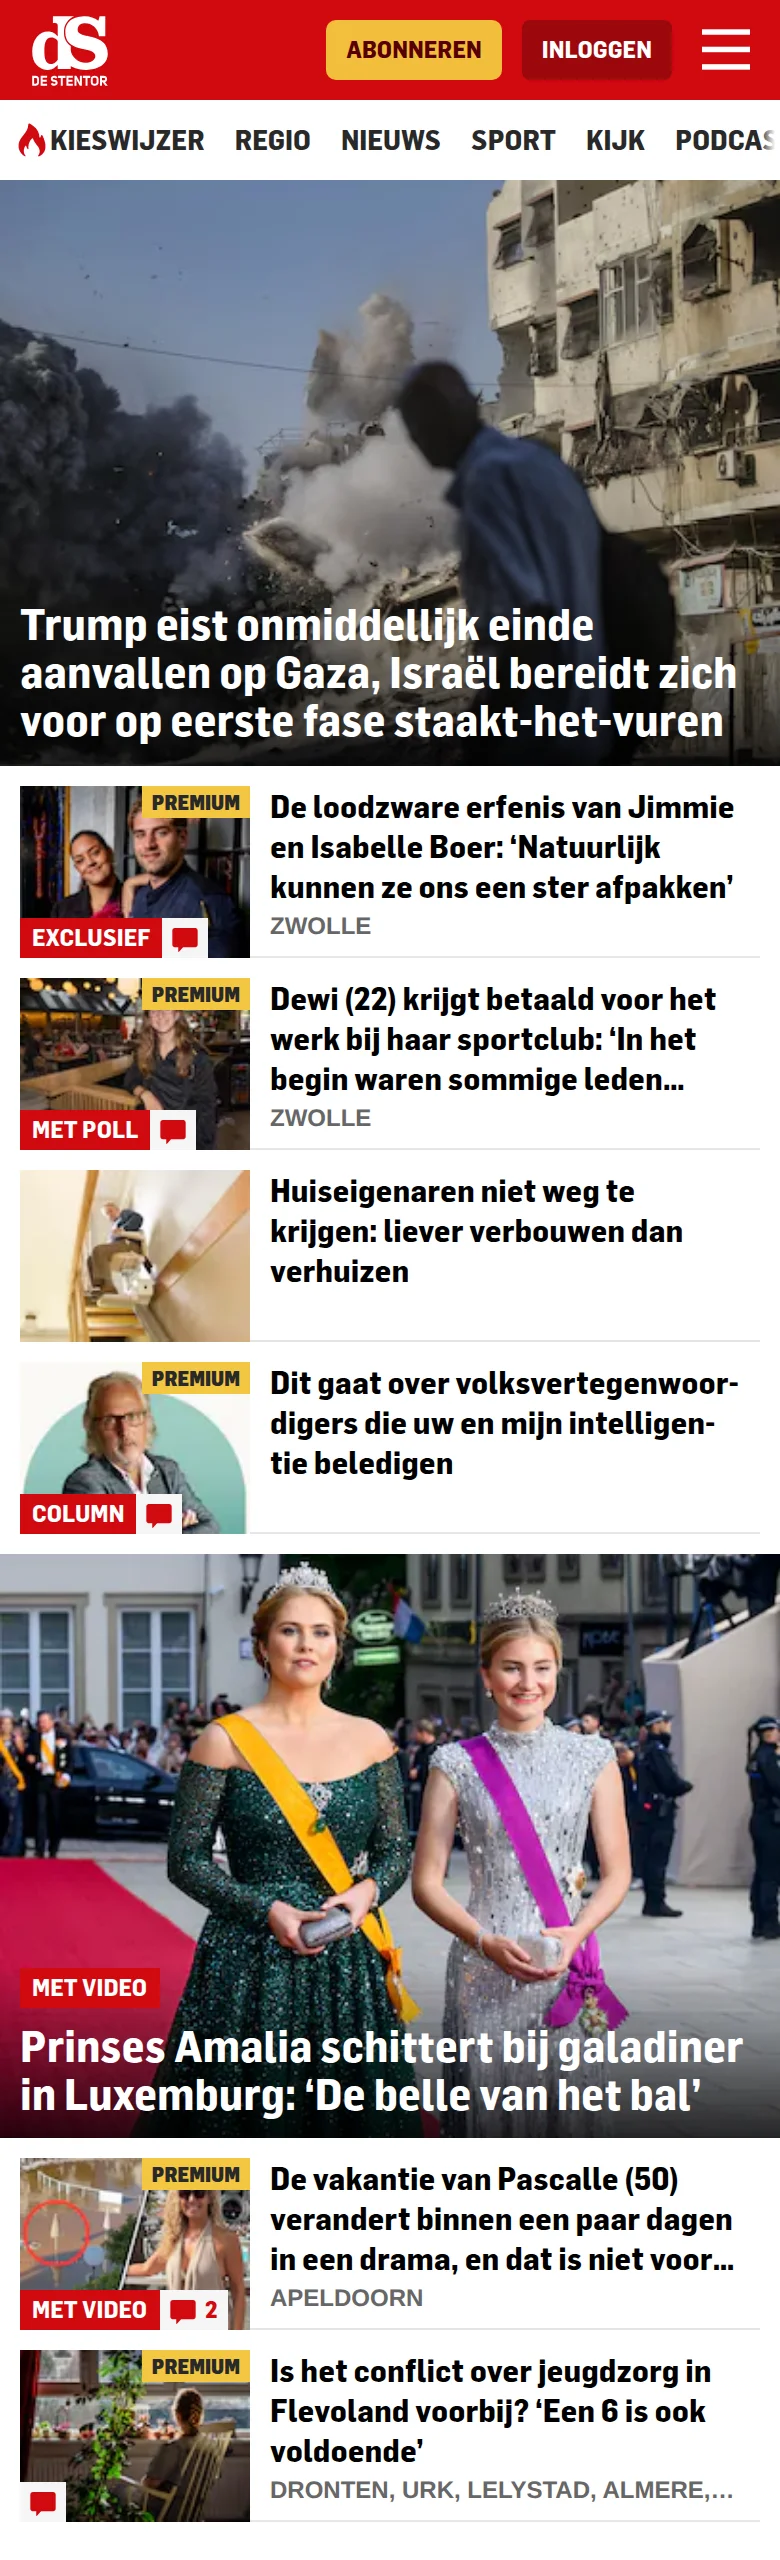 dS
DE STENTOR
ABONNEREN
INLOGGEN
KIESWIJZER REGIO NIEUWS SPORT KIJK PODCAS
Trump eist onmiddellijk einde
aanvallen op Gaza, Israël bereidt zich
voor op eerste fase staakt-het-vuren
PREMIUM
EXCLUSIEF
De loodzware erfenis van Jimmie
en Isabelle Boer: ‘Natuurlijk
kunnen ze ons een ster afpakken’
ZWOLLE
PREMIUM
MET POLL
Dewi (22) krijgt betaald voor het
werk bij haar sportclub: ‘In het
begin waren sommige leden...
ZWOLLE
Huiseigenaren niet weg te
krijgen: liever verbouwen dan
verhuizen
PREMIUM
COLUMN
Dit gaat over volksvertegenwoor-
digers die uw en mijn intelligen-
tie beledigen
MET VIDEO
Prinses Amalia schittert bij galadiner
in Luxemburg: ‘De belle van het bal’
PREMIUM
MET VIDEO
2
De vakantie van Pascalle (50)
verandert binnen een paar dagen
in een drama, en dat is niet voor...
APELDOORN
PREMIUM
Is het conflict over jeugdzorg in
Flevoland voorbij? ‘Een 6 is ook
voldoende’
DRONTEN, URK, LELYSTAD, ALMERE,...